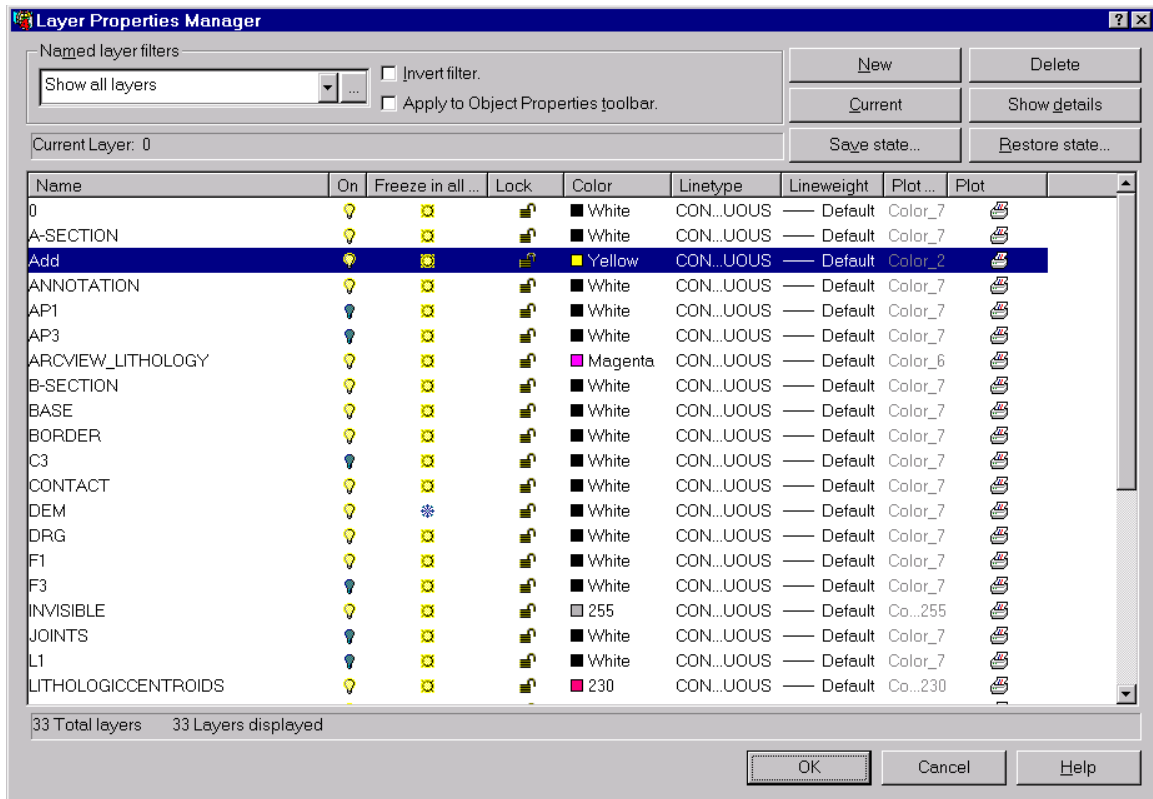 Layer Properties Manager
Named layer filters
Show all layers
...
Invert filter.
Apply to Object Properties toolbar.
New
Delete
Current
Show details
Current Layer: 0
Save state...
Restore state...
Name On Freeze in all ... Lock Color Linetype Lineweight Plot ... Plot
0 White CON...UOUS Default Color_7
A-SECTION White CON...UOUS Default Color_7
Add Yellow CON...UOUS Default Color_2
ANNOTATION White CON...UOUS Default Color_7
AP1 White CON...UOUS Default Color_7
AP3 White CON...UOUS Default Color_7
ARCVIEW_LITHOLOGY Magenta CON...UOUS Default Color_6
B-SECTION White CON...UOUS Default Color_7
BASE White CON...UOUS Default Color_7
BORDER White CON...UOUS Default Color_7
C3 White CON...UOUS Default Color_7
CONTACT White CON...UOUS Default Color_7
DEM White CON...UOUS Default Color_7
DRG White CON...UOUS Default Color_7
F1 White CON...UOUS Default Color_7
F3 White CON...UOUS Default Color_7
INVISIBLE 255 CON...UOUS Default Co...255
JOINTS White CON...UOUS Default Color_7
L1 White CON...UOUS Default Color_7
LITHOLOGICCENTROIDS 230 CON...UOUS Default Co...230
33 Total layers 33 Layers displayed
OK
Cancel
Help